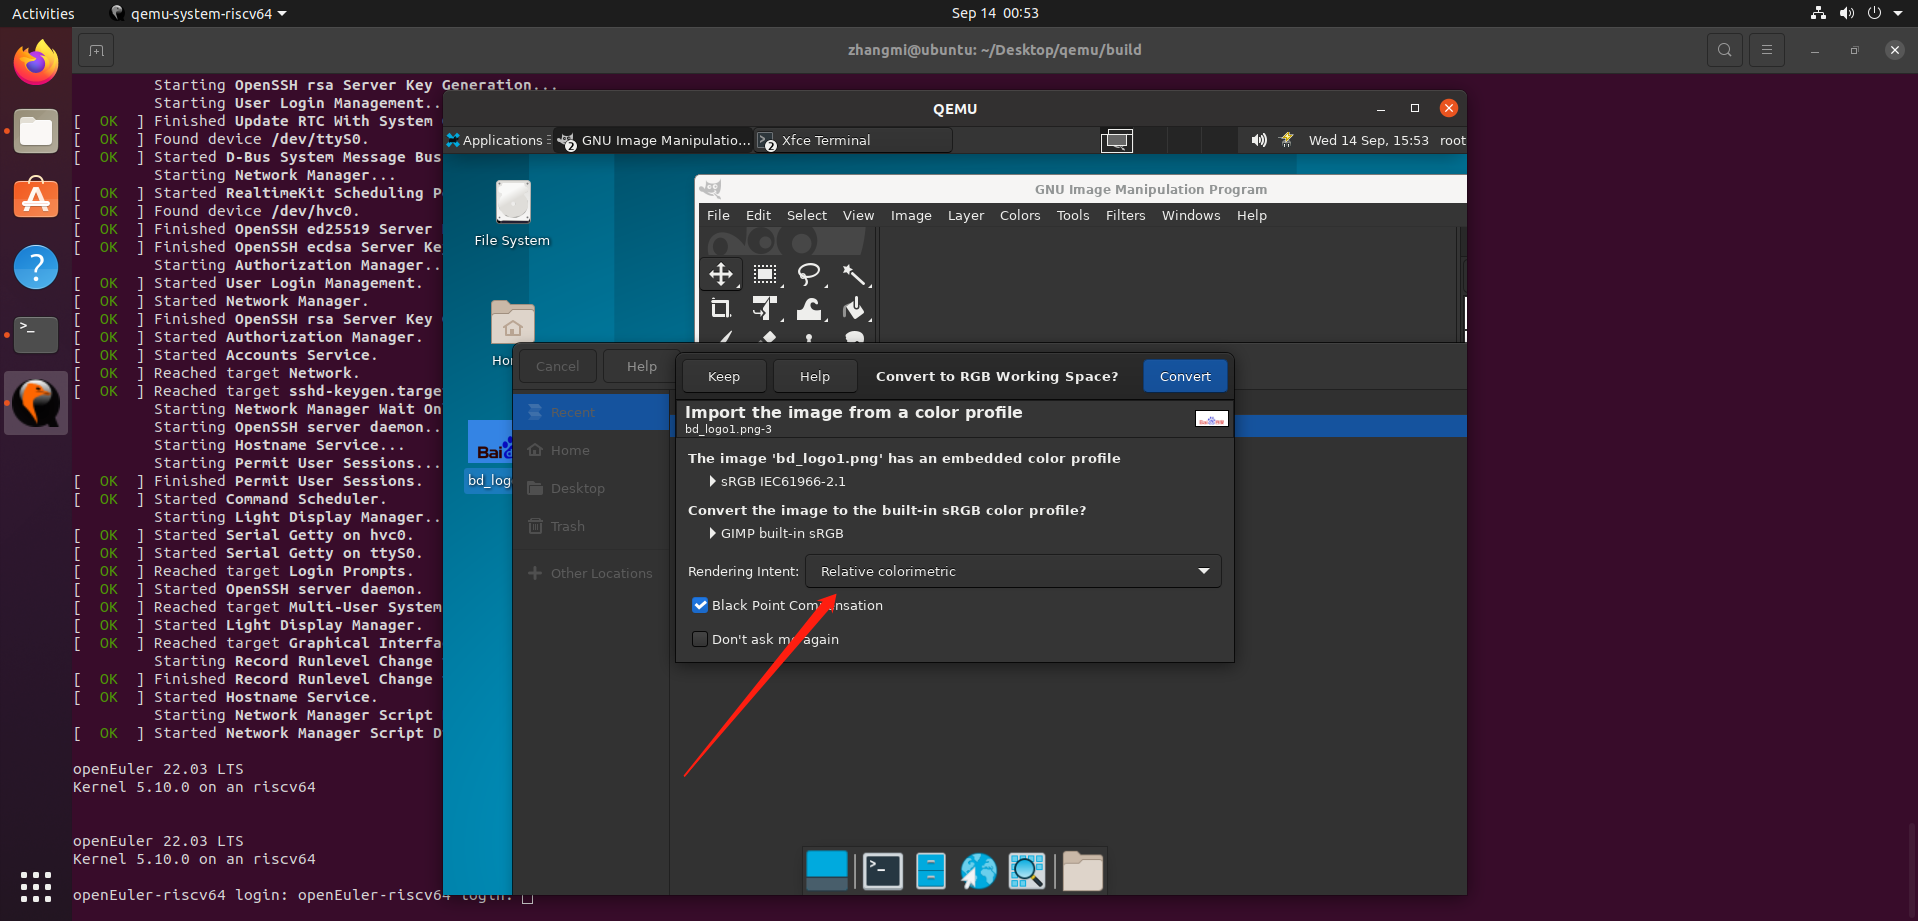 Activities
qemu-system-riscv64
Sep 14 00:53
zhangmi@ubuntu: ~/Desktop/qemu/build
Starting OpenSSH rsa Server Key Generation...
Starting User Login Management..
[ OK ] Finished Update RTC With System
[ OK ] Found device /dev/ttyS0.
[ OK ] Started D-Bus System Message Bus
Starting Network Manager...
[ OK ] Started RealtimeKit Scheduling P
[ OK ] Found device /dev/hvc0.
[ OK ] Finished OpenSSH ed25519 Server
[ OK ] Finished OpenSSH ecdsa Server Ke
Starting Authorization Manager..
[ OK ] Started User Login Management.
[ OK ] Started Network Manager.
[ OK ] Finished OpenSSH rsa Server Key
[ OK ] Started Authorization Manager.
[ OK ] Started Accounts Service.
[ OK ] Reached target Network.
[ OK ] Reached target sshd-keygen.targe
Starting Network Manager Wait On
Starting OpenSSH server daemon..
Starting Hostname Service...
Starting Permit User Sessions...
[ OK ] Finished Permit User Sessions.
[ OK ] Started Command Scheduler.
Starting Light Display Manager..
[ OK ] Started Serial Getty on hvc0.
[ OK ] Started Serial Getty on ttyS0.
[ OK ] Reached target Login Prompts.
[ OK ] Started OpenSSH server daemon.
[ OK ] Reached target Multi-User System
[ OK ] Started Light Display Manager.
[ OK ] Reached target Graphical Interfa
Starting Record Runlevel Change
[ OK ] Finished Record Runlevel Change
[ OK ] Started Hostname Service.
Starting Network Manager Script
[ OK ] Started Network Manager Script D
openEuler 22.03 LTS
Kernel 5.10.0 on an riscv64
openEuler 22.03 LTS
Kernel 5.10.0 on an riscv64
openEuler-riscv64 login: openEuler-riscv64 login:
QEMU
Applications
2
GNU Image Manipulatio...
2
Xfce Terminal
Wed 14 Sep, 15:53
root
File System
Ho
Bai
bd_log
GNU Image Manipulation Program
File Edit Select View Image Layer Colors Tools Filters Windows Help
Cancel
Help
Recent
Home
Desktop
Trash
Other Locations
Keep
Help
Convert to RGB Working Space?
Convert
Import the image from a color profile
bd_logo1.png-3
The image 'bd_logo1.png' has an embedded color profile
sRGB IEC61966-2.1
Convert the image to the built-in sRGB color profile?
GIMP built-in sRGB
Rendering Intent:
Relative colorimetric
Black Point Compensation
Don't ask me again